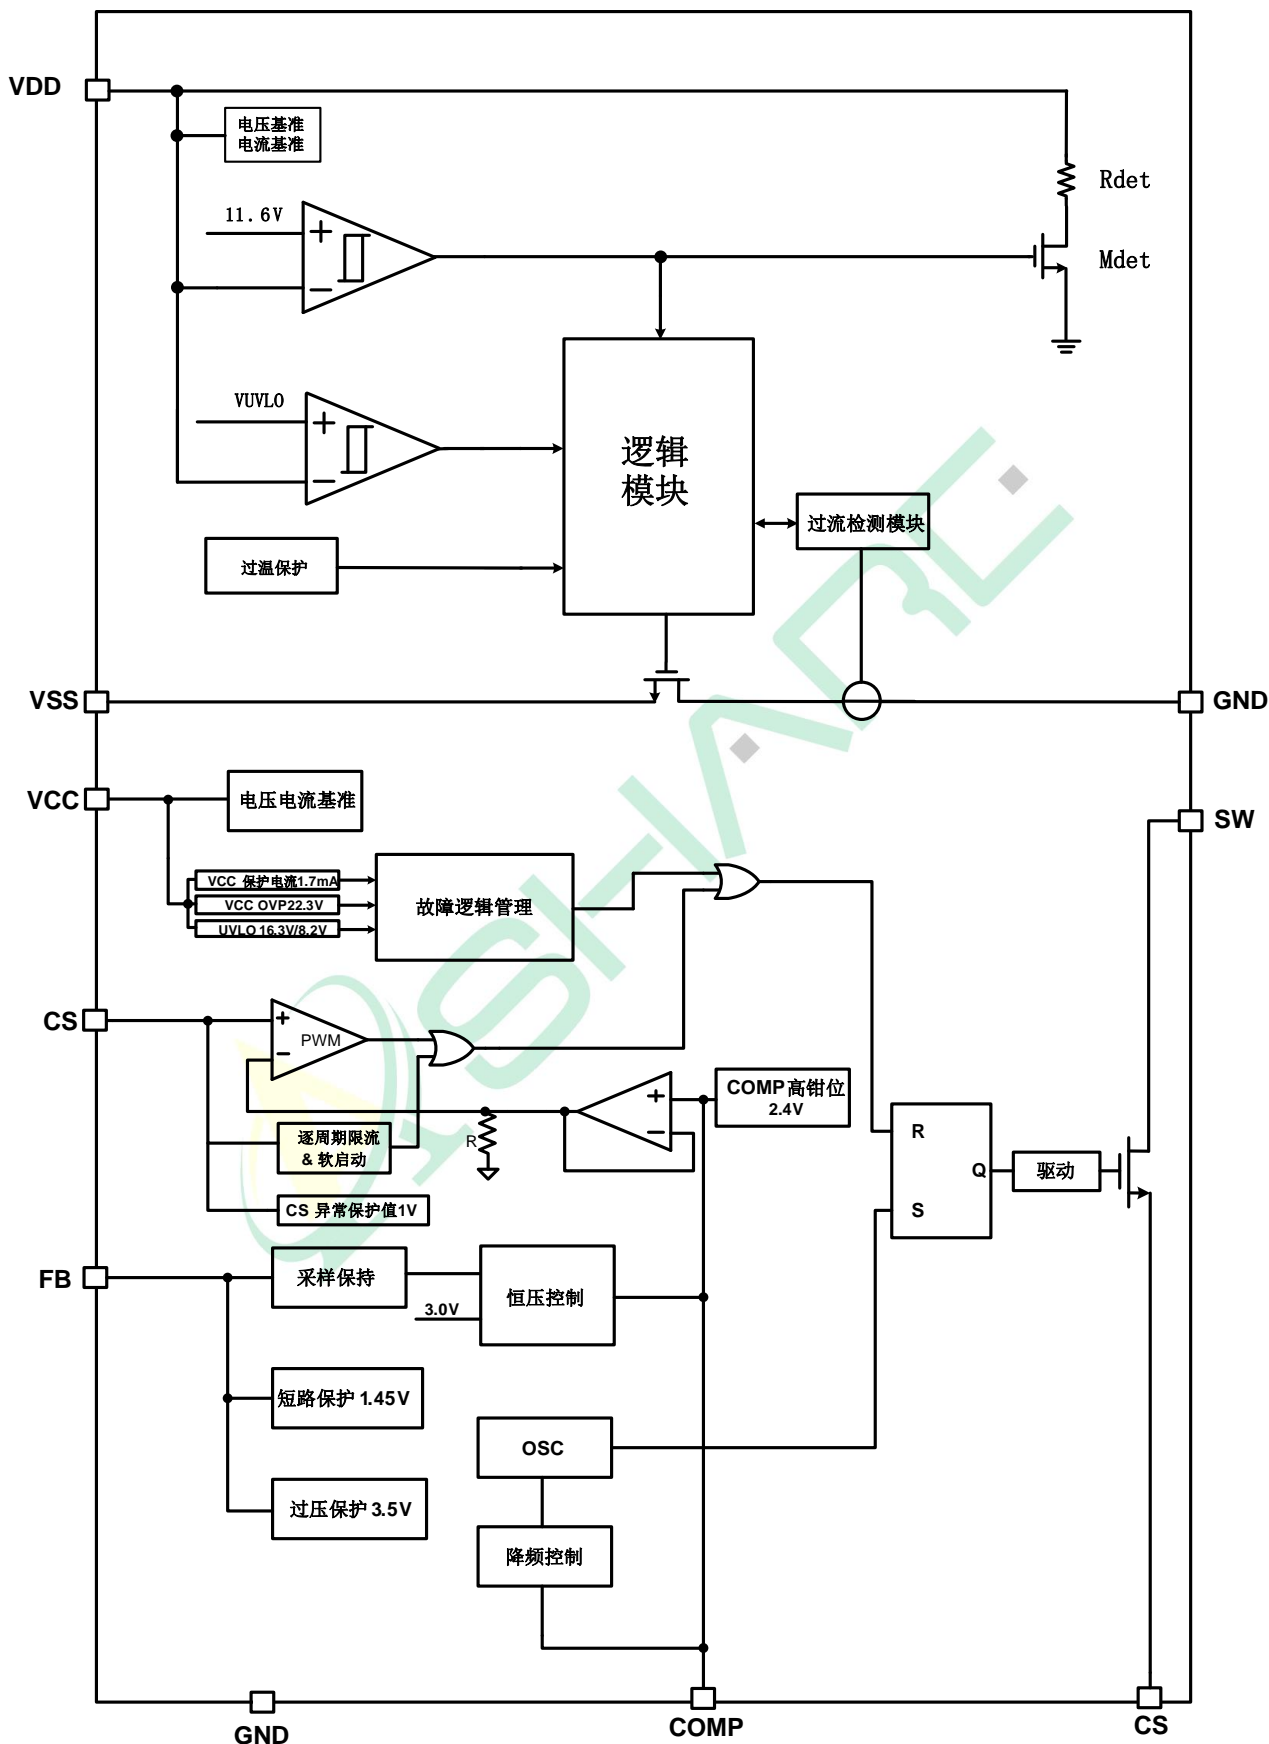 VDD
电压基准
电流基准
Rdet
11.6V
Mdet
VUVLO
逻辑
模块
过流检测模块
过温保护
VSS
GND
VCC
电压电流基准
SW
VCC 保护电流1.7mA
VCC OVP22.3V
UVLO 16.3V/8.2V
故障逻辑管理
CS
PWM
COMP高钳位
2.4V
逐周期限流
& 软启动
R
R
S
Q
驱动
CS 异常保护值1V
FB
采样保持
3.0V
恒压控制
短路保护 1.45V
OSC
过压保护 3.5V
降频控制
GND
COMP
CS
ASHARE